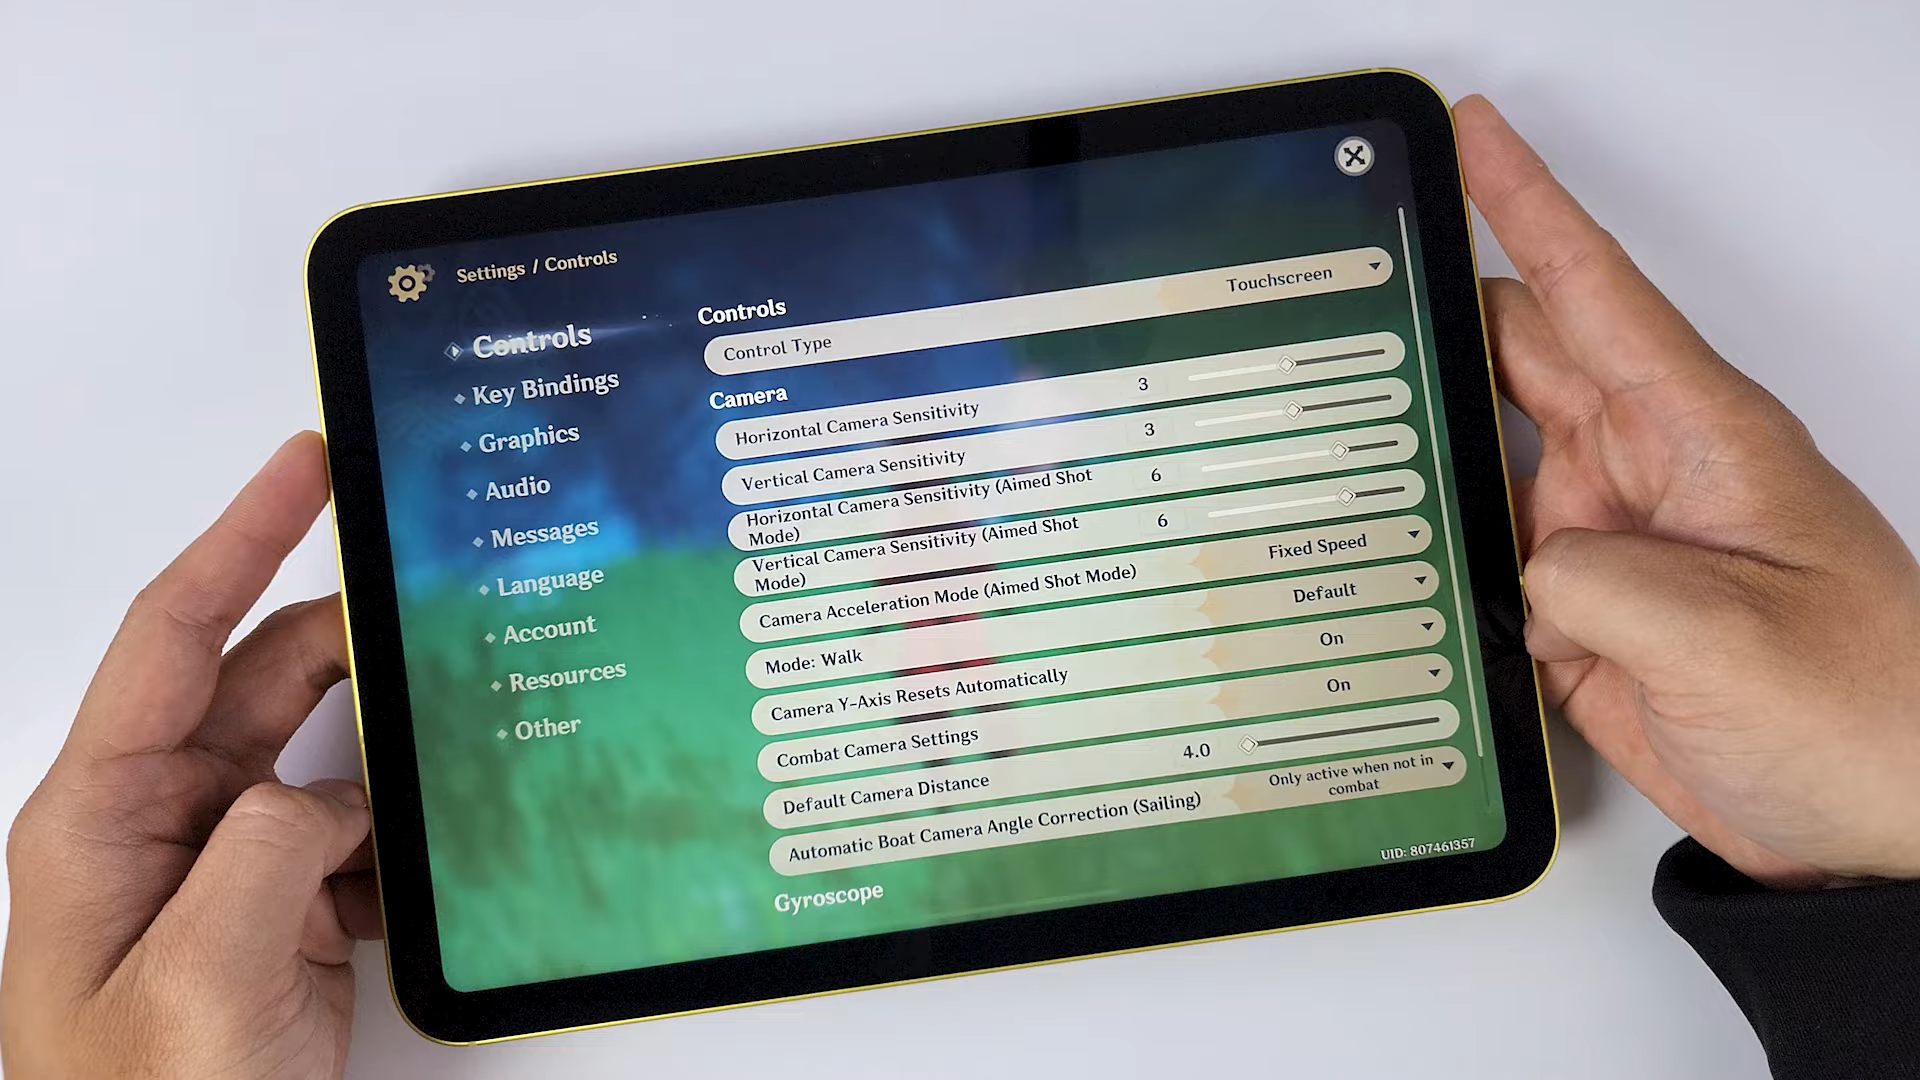 Settings / Controls
Controls
Key Bindings
Graphics
Audio
Messages
Language
Account
Resources
Other
Controls
Control Type
Touchscreen
Camera
Horizontal Camera Sensitivity
3
Vertical Camera Sensitivity
3
Horizontal Camera Sensitivity (Aimed Shot
Mode)
6
Vertical Camera Sensitivity (Aimed Shot
Mode)
6
Camera Acceleration Mode (Aimed Shot Mode)
Fixed Speed
Mode: Walk
Default
Camera Y-Axis Resets Automatically
On
Combat Camera Settings
On
Default Camera Distance
4.0
Automatic Boat Camera Angle Correction (Sailing)
Only active when not in
combat
Gyroscope
UID: 807461357